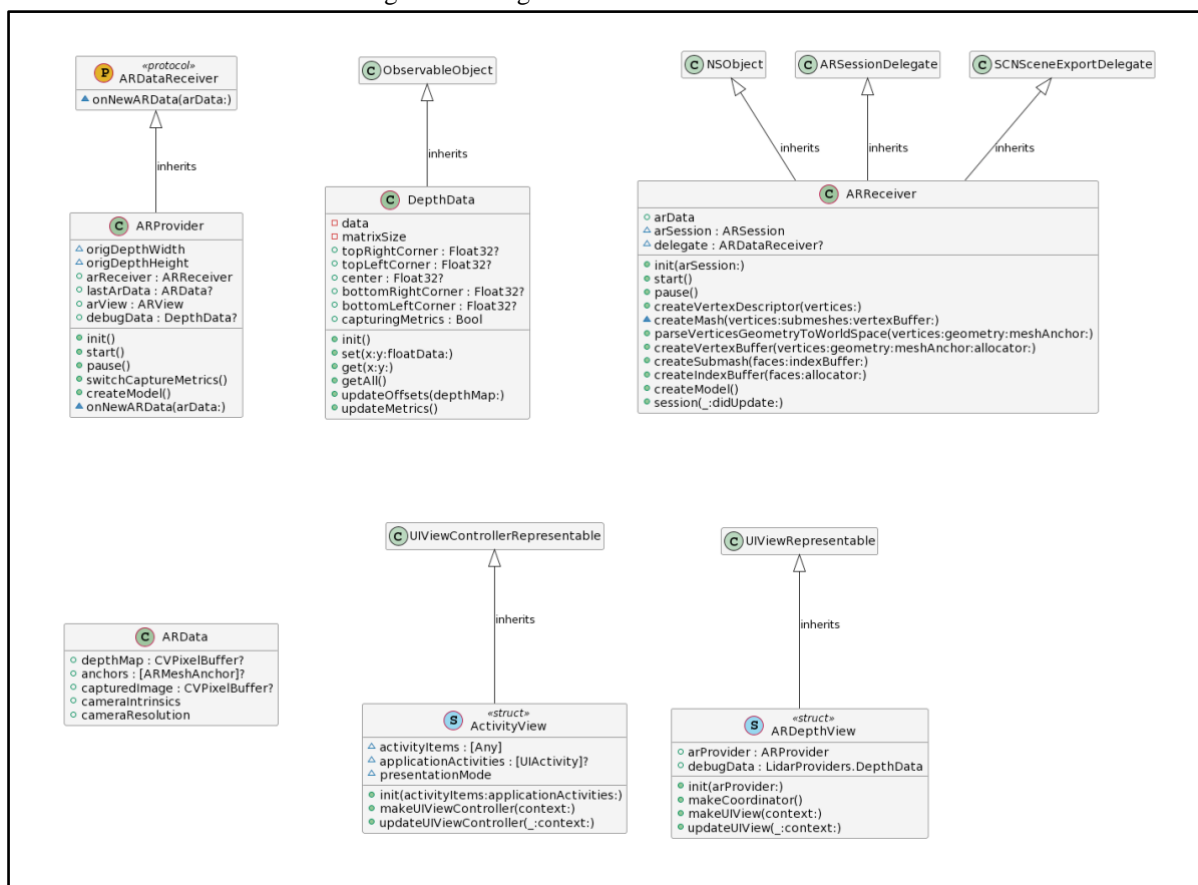 P «protocol»
ARDataReceiver
onNewARData(arData:)
inherits
C ARProvider
origDepthWidth
origDepthHeight
arReceiver : ARReceiver
lastArData : ARData?
arView : ARView
debugData : DepthData?
init()
start()
pause()
switchCaptureMetrics()
createModel()
onNewARData(arData:)
C ObservableObject
inherits
C DepthData
data
matrixSize
topRightCorner : Float32?
topLeftCorner : Float32?
center : Float32?
bottomRightCorner : Float32?
bottomLeftCorner : Float32?
capturingMetrics : Bool
init()
set(x:y:floatData:)
get(x:y:)
getAll()
updateOffsets(depthMap:)
updateMetrics()
C NSObject
C ARSessionDelegate
C SCNSceneExportDelegate
inherits
inherits
inherits
C ARReceiver
arData
arSession : ARSession
delegate : ARDataReceiver?
init(arSession:)
start()
pause()
createVertexDescriptor(vertices:)
createMash(vertices:submeshes:vertexBuffer:)
parseVerticesGeometryToWorldSpace(vertices:geometry:meshAnchor:)
createVertexBuffer(vertices:geometry:meshAnchor:allocator:)
createSubmash(faces:indexBuffer:)
createIndexBuffer(faces:allocator:)
createModel()
session(_:didUpdate:)
C ARData
depthMap : CVPixelBuffer?
anchors : [ARMeshAnchor]?
capturedImage : CVPixelBuffer?
cameraIntrinsics
cameraResolution
C UIViewControllerRepresentable
inherits
S «struct»
ActivityView
activityItems : [Any]
applicationActivities : [UIActivity]?
presentationMode
init(activityItems:applicationActivities:)
makeUIViewController(context:)
updateUIViewController(_:context:)
C UIViewRepresentable
inherits
S «struct»
ARDepthView
arProvider : ARProvider
debugData : LidarProviders.DepthData
init(arProvider:)
makeCoordinator()
makeUIView(context:)
updateUIView(_:context:)